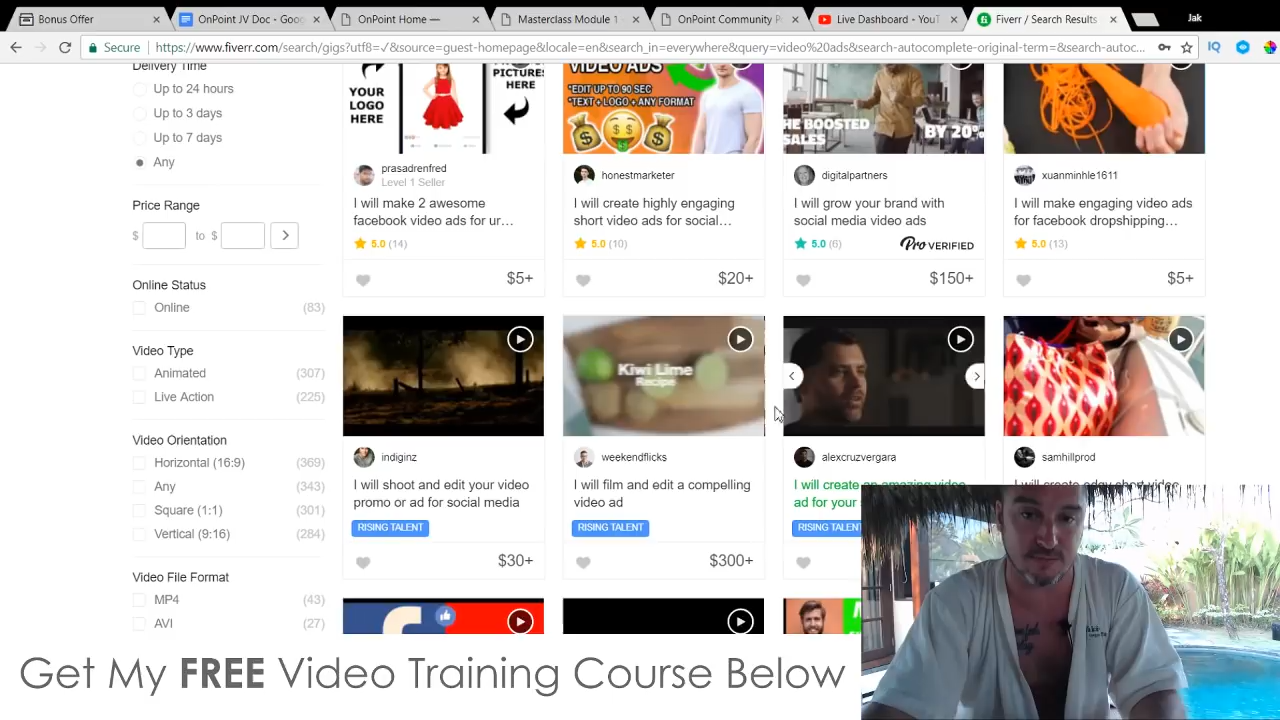 Bonus Offer
OnPoint JV Doc - Goog
OnPoint Home —
Masterclass Module 1
OnPoint Community P
Live Dashboard - YouT
Fiverr / Search Results
Jak
Secure
https://www.fiverr.com/search/gigs?utf8=✓&source=guest-homepage&locale=en&search_in=everywhere&query=video%20ads&search-autocomplete-original-term=&search-autoc...
Delivery Time
Up to 24 hours
Up to 3 days
Up to 7 days
Any
Price Range
$ to $
Online Status
Online (83)
Video Type
Animated (307)
Live Action (225)
Video Orientation
Horizontal (16:9) (369)
Any (343)
Square (1:1) (301)
Vertical (9:16) (284)
Video File Format
MP4 (43)
AVI (27)
YOUR
LOGO
HERE
PICTURES
HERE
prasadrenfred
Level 1 Seller
I will make 2 awesome
facebook video ads for ur…
5.0 (14)
$5+
VIDEO ADS
*EDIT UP TO 90 SEC
*TEXT + LOGO + ANY FORMAT
honestmarketer
I will create highly engaging
short video ads for social…
5.0 (10)
$20+
HE BOOSTED
SALES
BY 20%
digitalpartners
I will grow your brand with
social media video ads
5.0 (6)
Pro VERIFIED
$150+
xuanminhle1611
I will make engaging video ads
for facebook dropshipping…
5.0 (13)
$5+
indiginz
I will shoot and edit your video
promo or ad for social media
RISING TALENT
$30+
Kiwi Lime
Recipe
weekendflicks
I will film and edit a compelling
video ad
RISING TALENT
$300+
alexcruzvergara
I will create an amazing video
ad for your
RISING TALENT
samhillprod
I will create edgy short video
Get My FREE Video Training Course Below